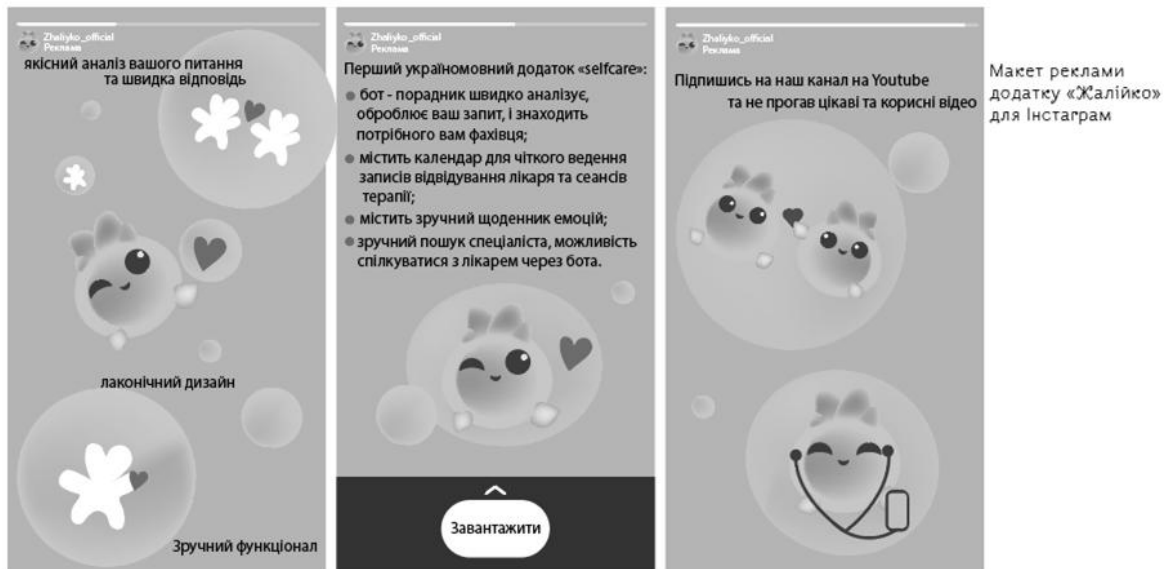 Zhaliyko_official
Реклама
якісний аналіз вашого питання
та швидка відповідь
лаконічний дизайн
Зручний функціонал
Zhaliyko_official
Реклама
Перший україномовний додаток «selfcare»:
бот - порадник швидко аналізує,
оброблює ваш запит, і знаходить
потрібного вам фахівця;
містить календар для чіткого ведення
записів відвідування лікаря та сеансів
терапії;
містить зручний щоденник емоцій;
зручний пошук спеціаліста, можливість
спілкуватися з лікарем через бота.
Завантажити
Zhaliyko_official
Реклама
Підпишись на наш канал на Youtube
та не прогав цікаві та корисні відео
Макет реклами
додатку «Жалійко»
для Інстаграм